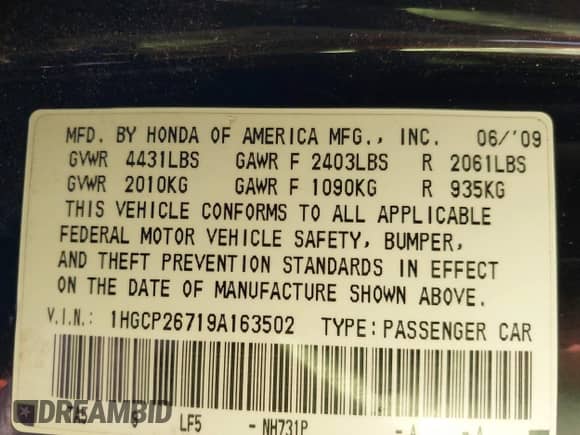 MFD. BY HONDA OF AMERICA MFG., INC. 06/'09
GVWR 4431LBS GAWR F 2403LBS R 2061LBS
GVWR 2010KG GAWR F 1090KG R 935KG
THIS VEHICLE CONFORMS TO ALL APPLICABLE
FEDERAL MOTOR VEHICLE SAFETY, BUMPER,
AND THEFT PREVENTION STANDARDS IN EFFECT
ON THE DATE OF MANUFACTURE SHOWN ABOVE.
V.I.N.: 1HGCP26719A163502 TYPE: PASSENGER CAR
LF5 - NH731P -A -A
DREAMBID